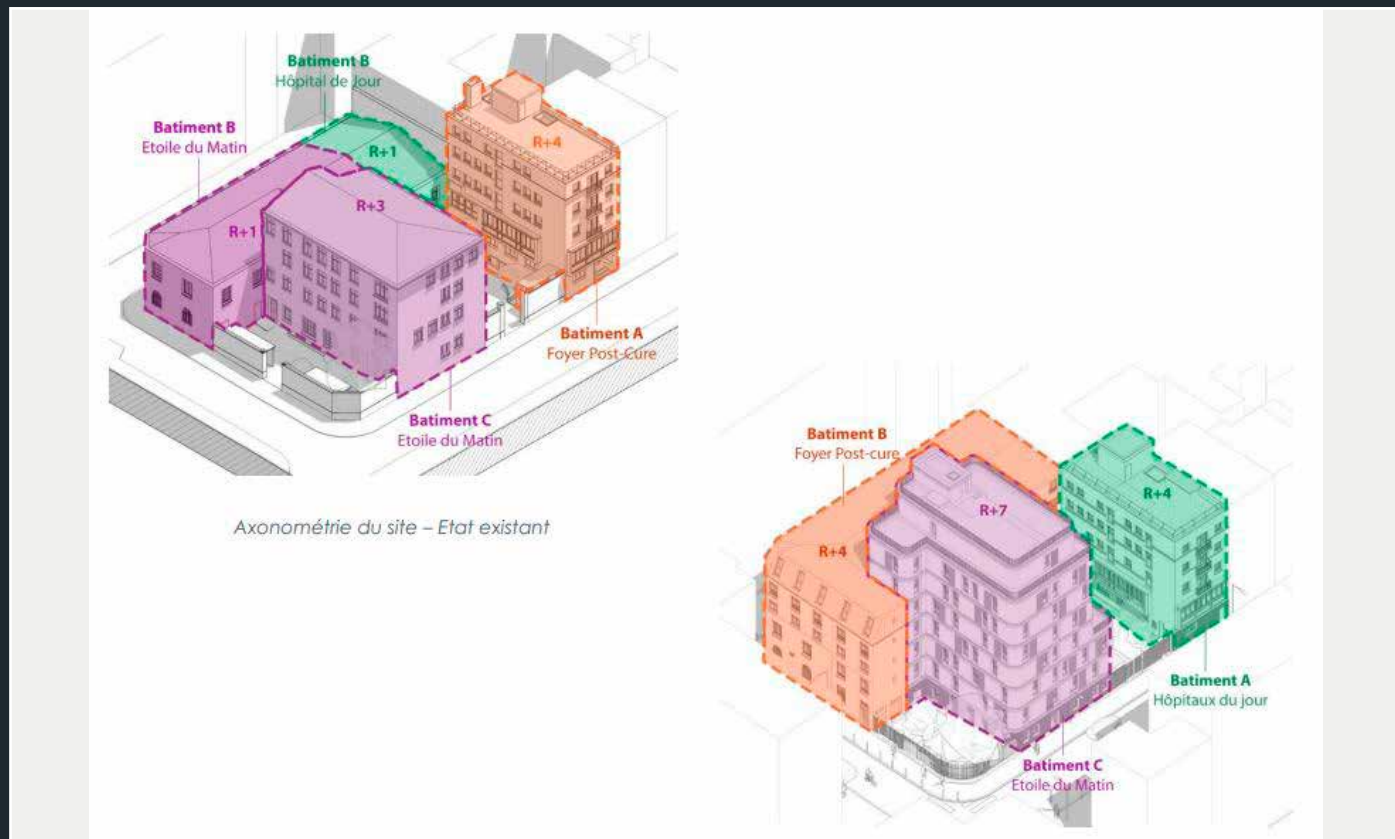 Batiment B
Hôpital de Jour
Batiment B
Etoile du Matin
R+4
R+1
R+3
R+1
Batiment A
Foyer Post-Cure
Batiment C
Etoile du Matin
Axonométrie du site – Etat existant
Batiment B
Foyer Post-cure
R+4
R+7
R+4
Batiment A
Hôpitaux du jour
Batiment C
Etoile du Matin